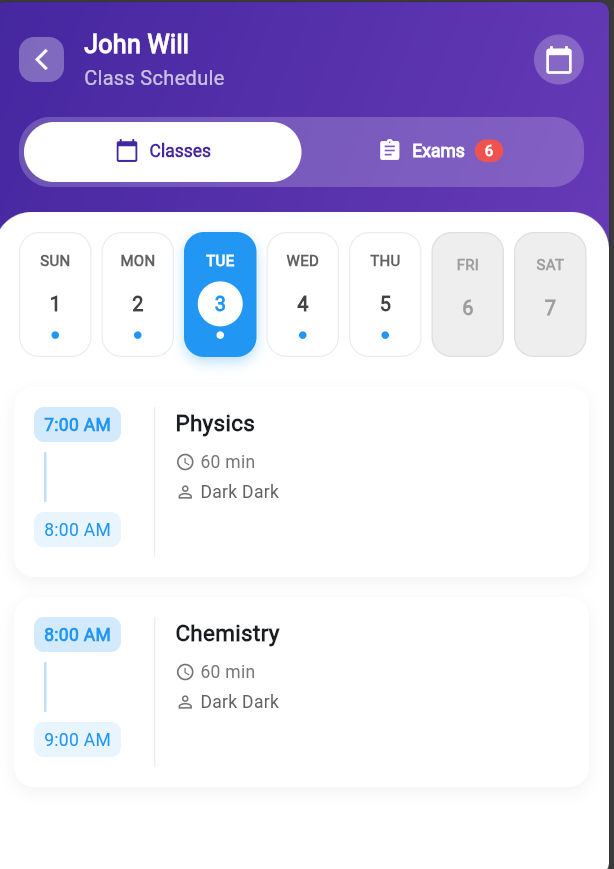 John Will
Class Schedule
Classes
Exams 6
SUN MON TUE WED THU FRI SAT
1 2 3 4 5 6 7
7:00 AM
Physics
60 min
Dark Dark
8:00 AM
8:00 AM
Chemistry
60 min
Dark Dark
9:00 AM